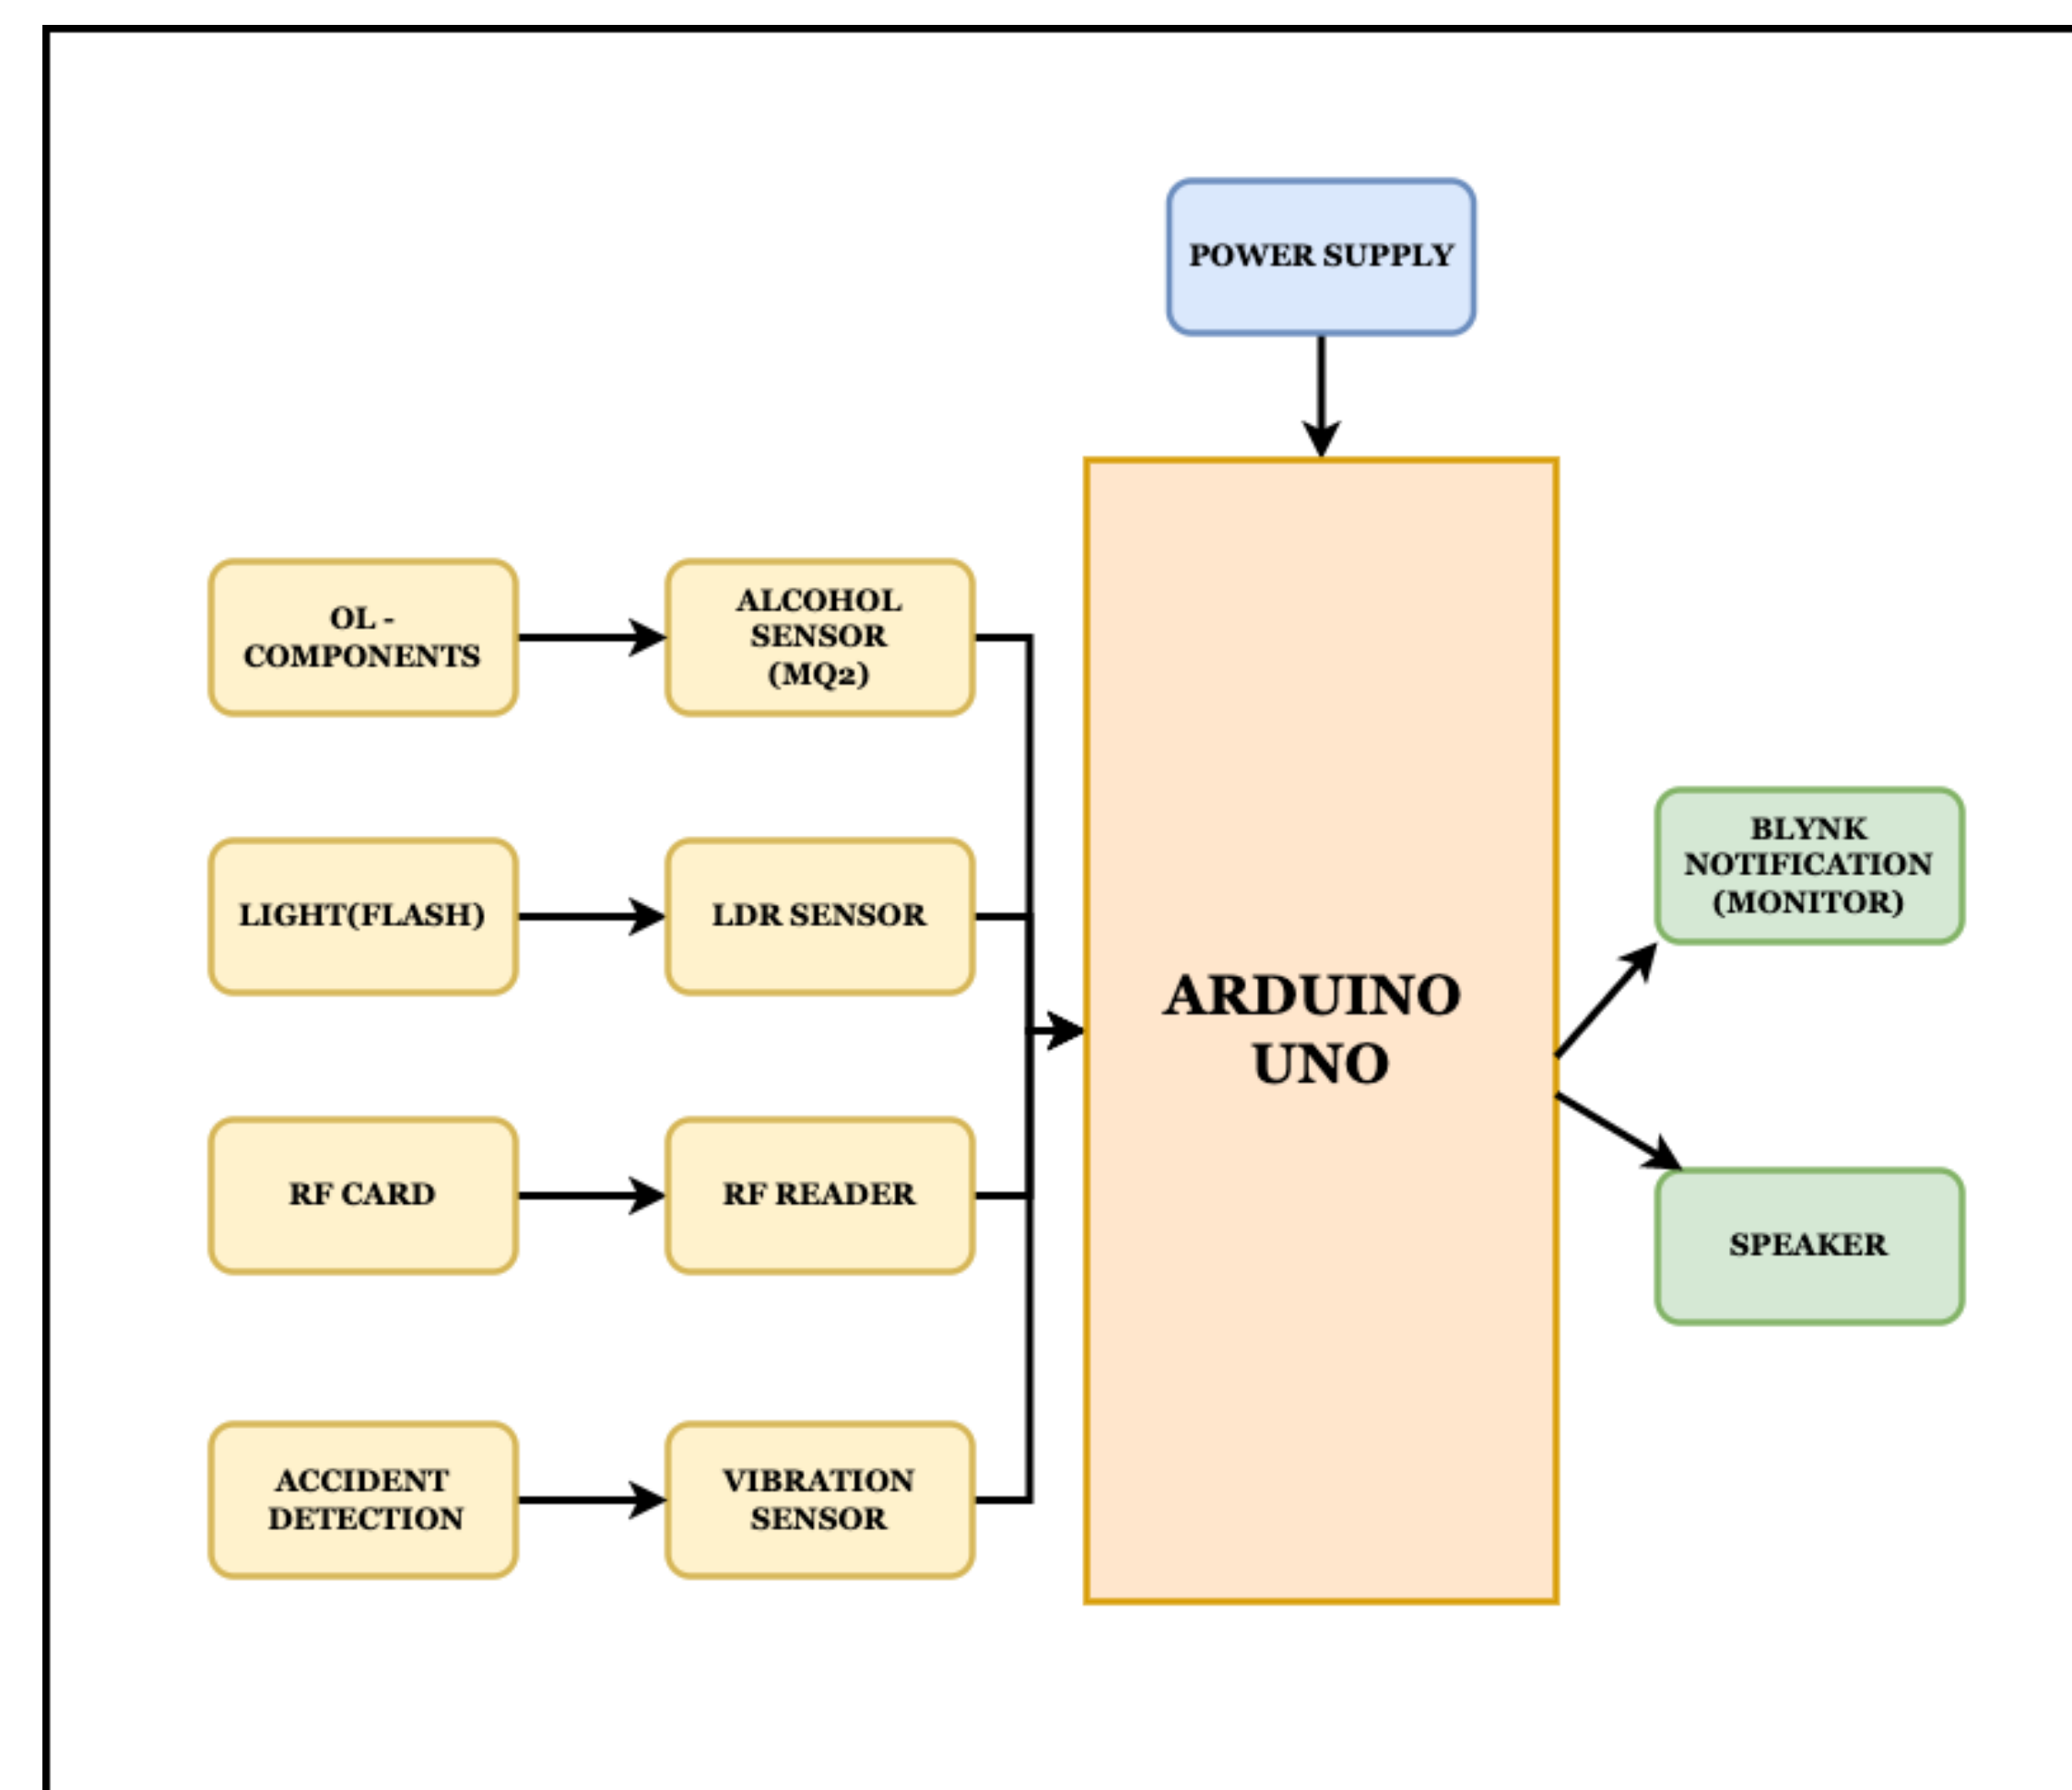 POWER SUPPLY
OL -
COMPONENTS
ALCOHOL
SENSOR
(MQ2)
LIGHT(FLASH)
LDR SENSOR
RF CARD
RF READER
ACCIDENT
DETECTION
VIBRATION
SENSOR
ARDUINO
UNO
BLYNK
NOTIFICATION
(MONITOR)
SPEAKER